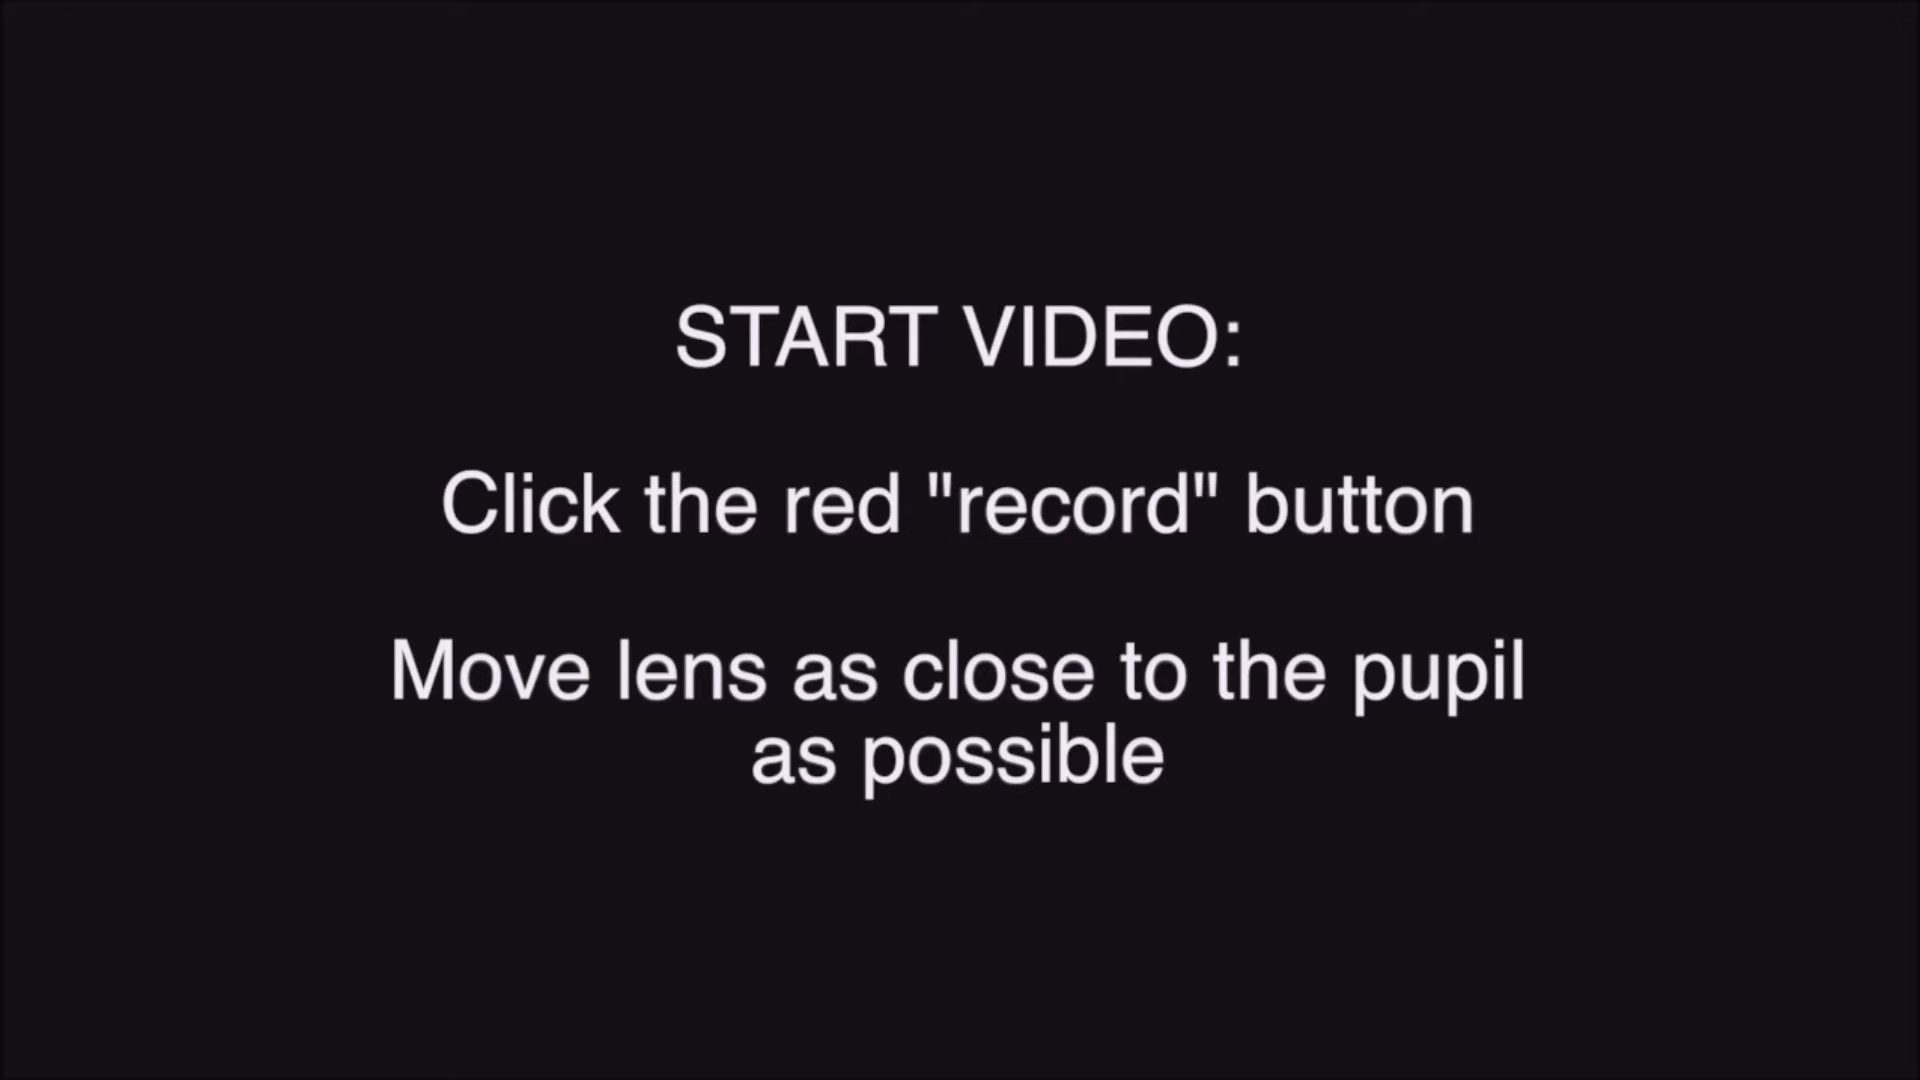 START VIDEO:
Click the red "record" button
Move lens as close to the pupil
as possible